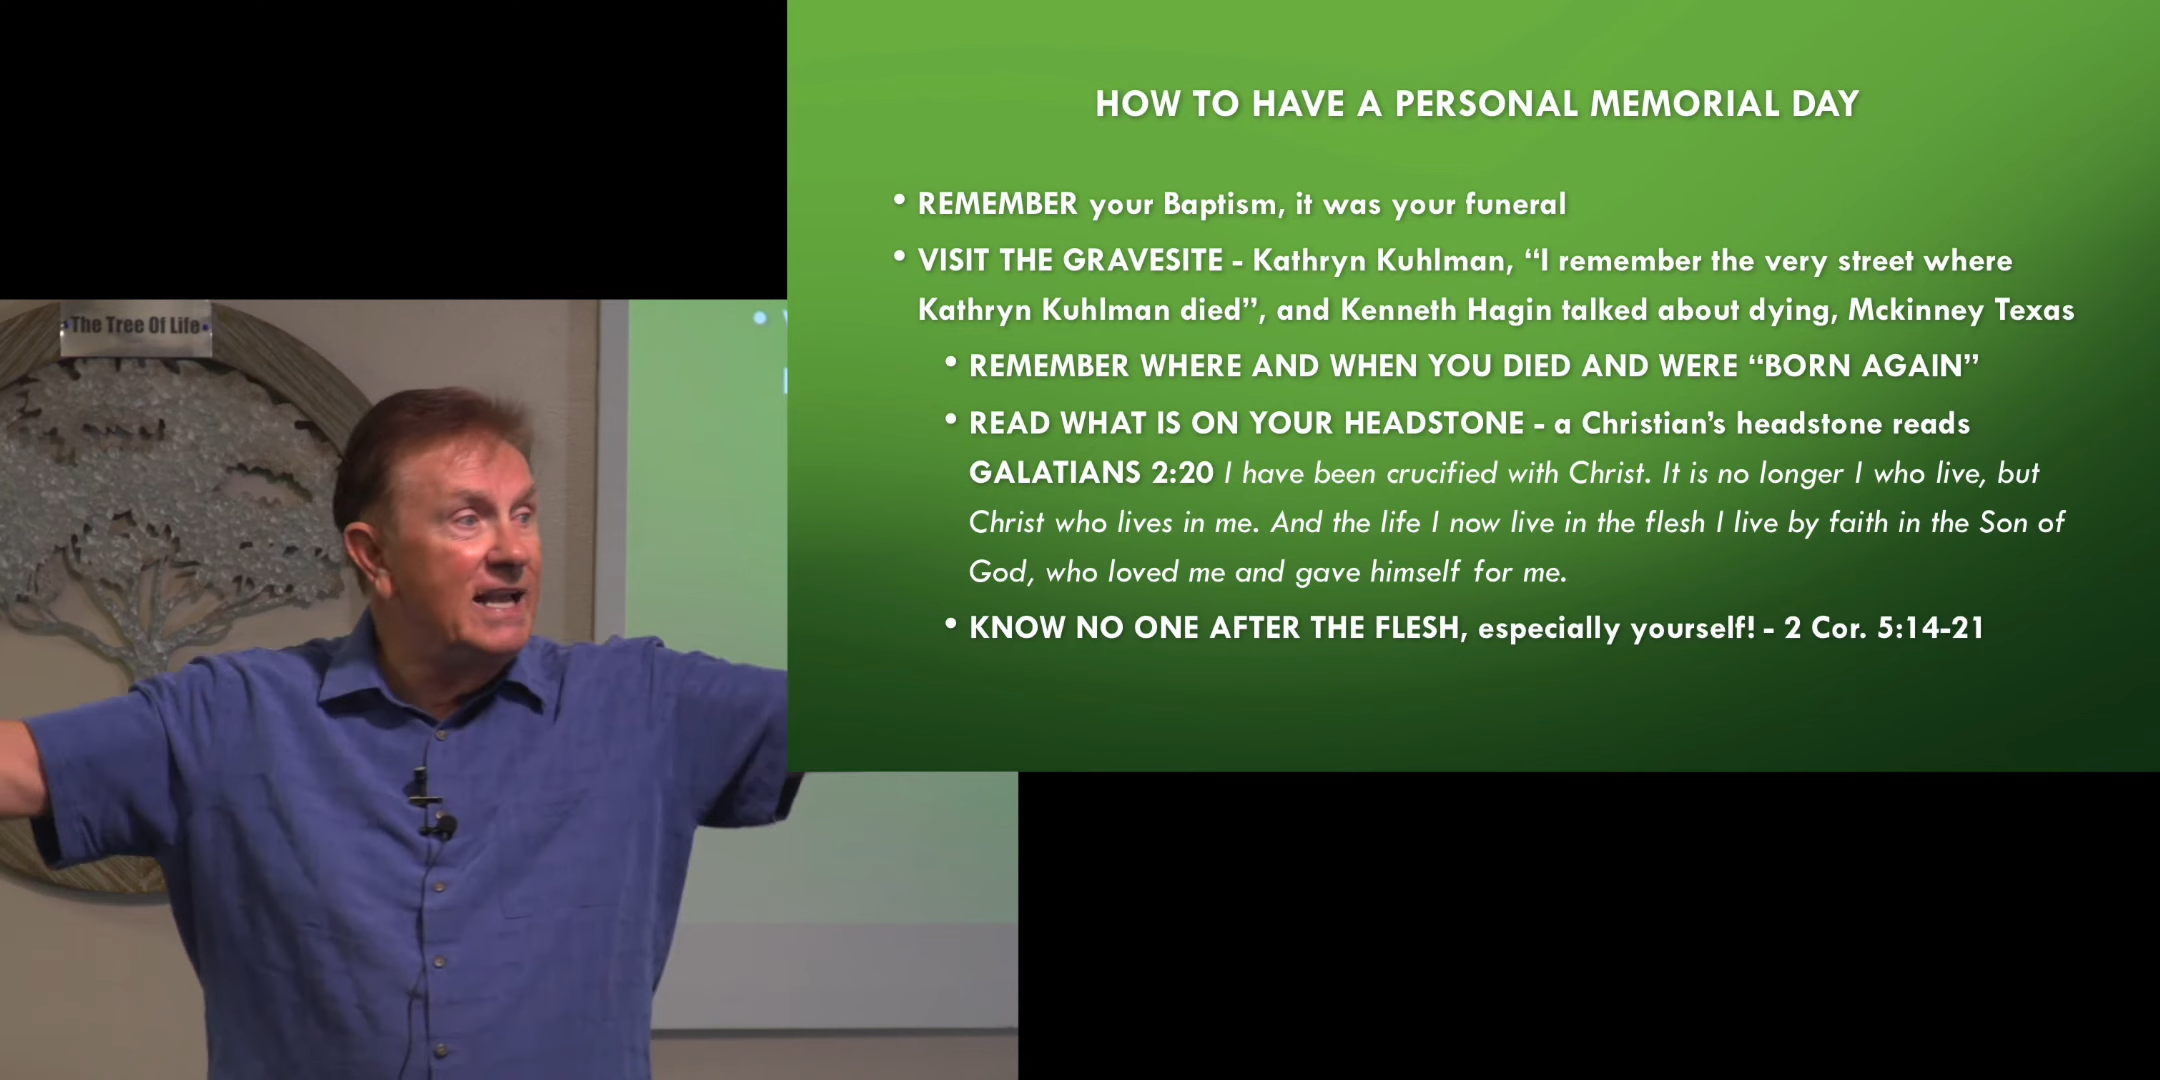 The Tree Of Life
HOW TO HAVE A PERSONAL MEMORIAL DAY
• REMEMBER your Baptism, it was your funeral
• VISIT THE GRAVESITE - Kathryn Kuhlman, “I remember the very street where
Kathryn Kuhlman died”, and Kenneth Hagin talked about dying, Mckinney Texas
• REMEMBER WHERE AND WHEN YOU DIED AND WERE “BORN AGAIN”
• READ WHAT IS ON YOUR HEADSTONE - a Christian’s headstone reads
GALATIANS 2:20 I have been crucified with Christ. It is no longer I who live, but
Christ who lives in me. And the life I now live in the flesh I live by faith in the Son of
God, who loved me and gave himself for me.
• KNOW NO ONE AFTER THE FLESH, especially yourself! - 2 Cor. 5:14-21